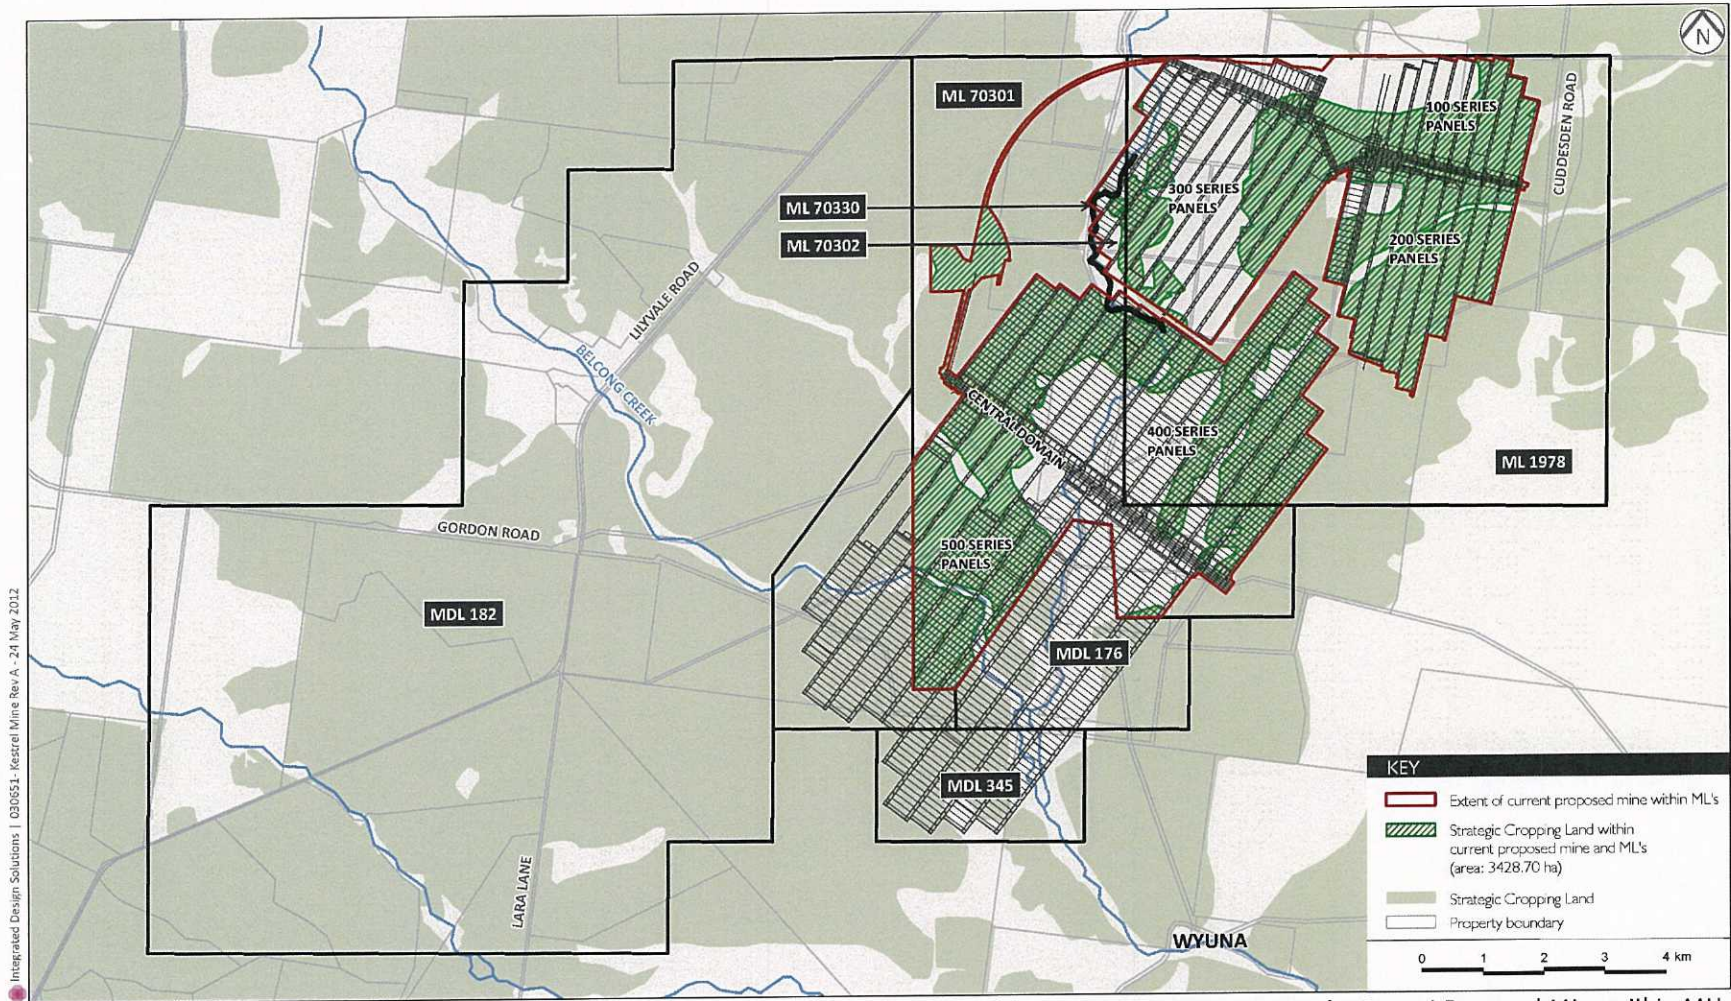 N
ML 70301
100 SERIES
PANELS
CUDDESDEN ROAD
300 SERIES
PANELS
ML 70330
ML 70302
200 SERIES
PANELS
LILYVALE ROAD
BELCONG CREEK
CENTRAL DOMAIN
400 SERIES
PANELS
ML 1978
GORDON ROAD
500 SERIES
PANELS
MDL 182
MDL 176
MDL 345
LARA LANE
WYUNA
KEY
Extent of current proposed mine within ML's
Strategic Cropping Land within
current proposed mine and ML's
(area: 3428.70 ha)
Strategic Cropping Land
Property boundary
0 1 2 3 4 km
Integrated Design Solutions | 030651- Kestrel Mine Rev A - 24 May 2012